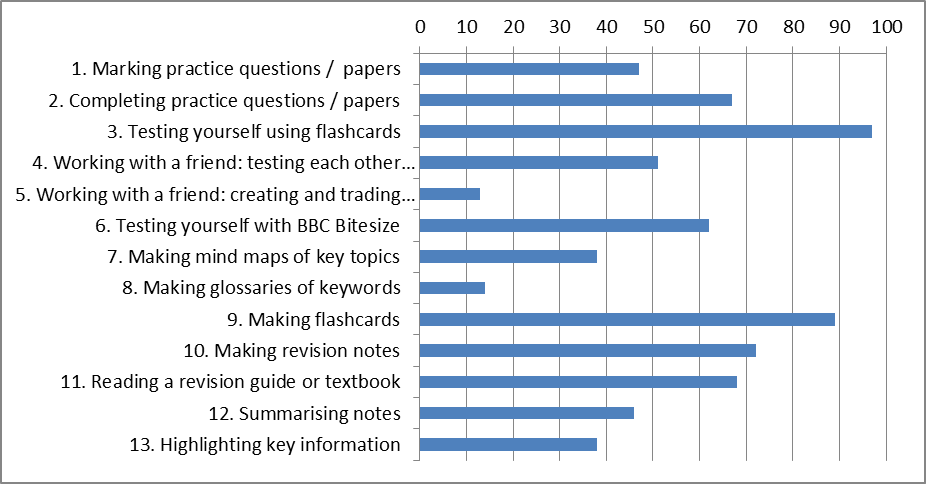 0 10 20 30 40 50 60 70 80 90 100
1. Marking practice questions / papers
2. Completing practice questions / papers
3. Testing yourself using flashcards
4. Working with a friend: testing each other...
5. Working with a friend: creating and trading...
6. Testing yourself with BBC Bitesize
7. Making mind maps of key topics
8. Making glossaries of keywords
9. Making flashcards
10. Making revision notes
11. Reading a revision guide or textbook
12. Summarising notes
13. Highlighting key information